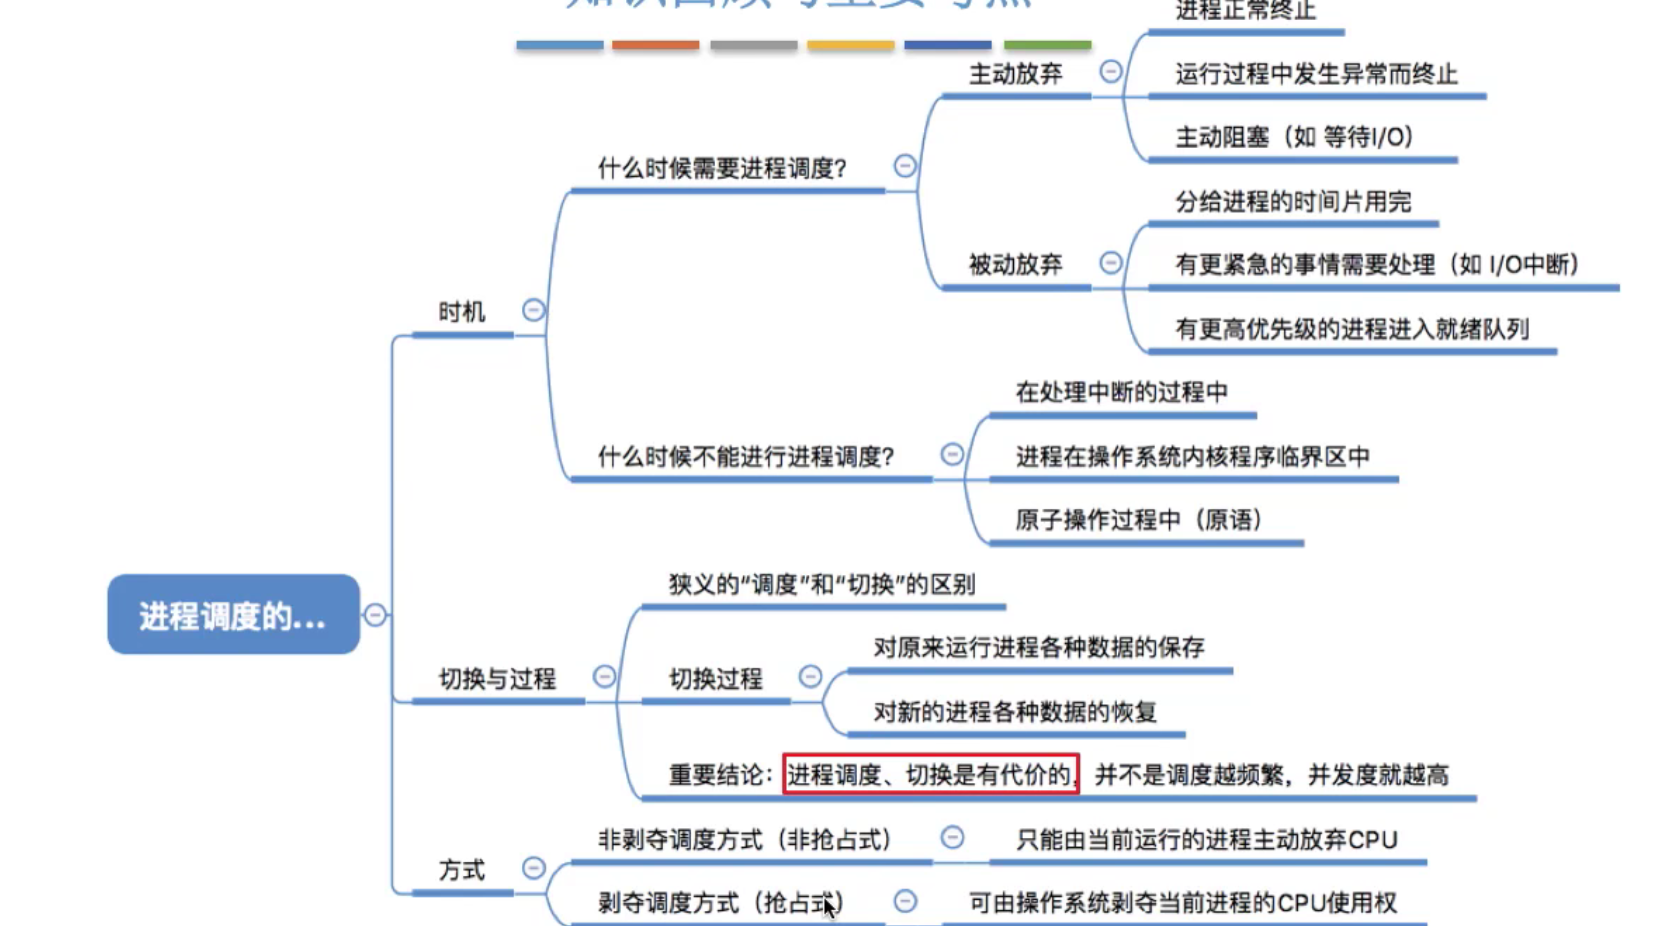 知识回顾与重要考点
进程正常终止
主动放弃
运行过程中发生异常而终止
主动阻塞（如 等待I/O）
什么时候需要进程调度？
分给进程的时间片用完
被动放弃
有更紧急的事情需要处理（如 I/O中断）
有更高优先级的进程进入就绪队列
时机
在处理中断的过程中
什么时候不能进行进程调度？
进程在操作系统内核程序临界区中
原子操作过程中（原语）
进程调度的...
狭义的“调度”和“切换”的区别
对原来运行进程各种数据的保存
切换与过程
切换过程
对新的进程各种数据的恢复
重要结论：进程调度、切换是有代价的，并不是调度越频繁，并发度就越高
非剥夺调度方式（非抢占式）
只能由当前运行的进程主动放弃CPU
方式
剥夺调度方式（抢占式）
可由操作系统剥夺当前进程的CPU使用权